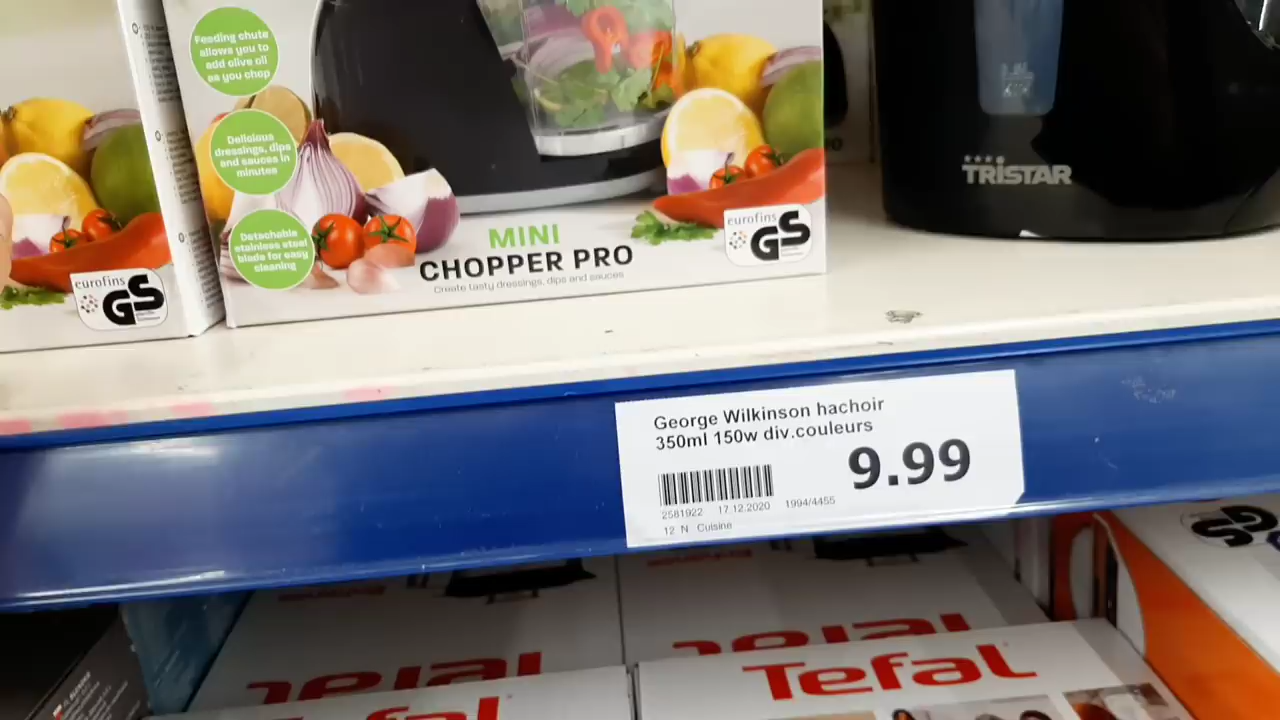 Feeding chute
allows you to
add olive oil
as you chop
Delicious
dressings, dips
and sauces in
minutes
Detachable
stainless steel
blade for easy
cleaning
MINI
CHOPPER PRO
Create tasty dressings, dips and sauces
eurofins
GS
eurofins
GS
TRISTAR
George Wilkinson hachoir
350ml 150w div.couleurs
9.99
2581922 17.12.2020 1994/4455
12 N Cuisine
GS
Tefal
Tefal
Tefal
Tefal